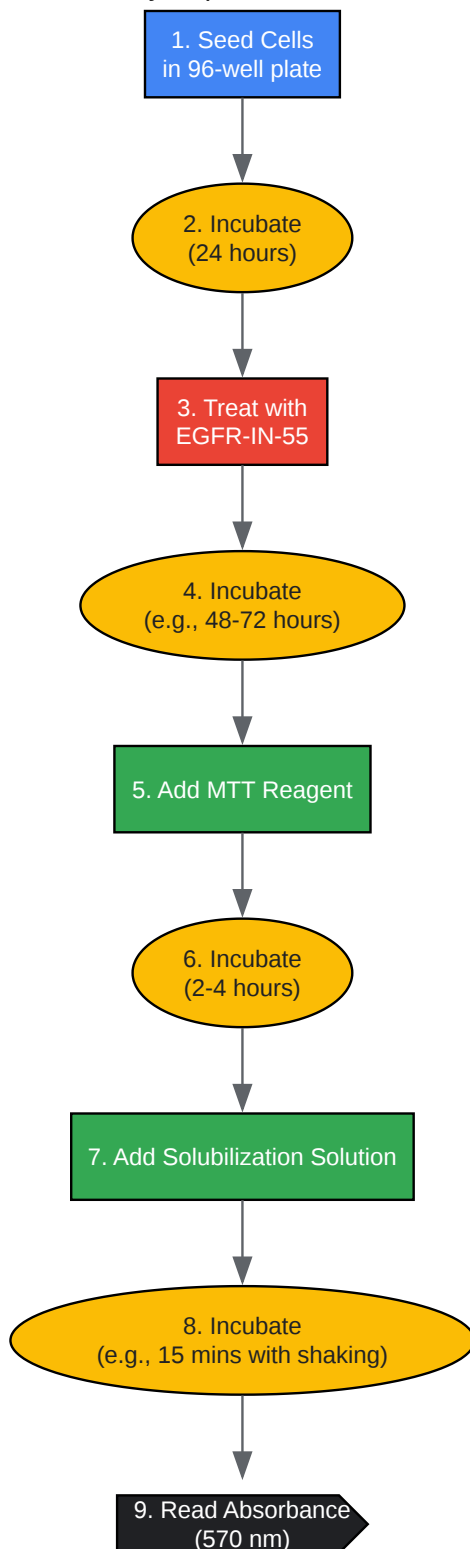 1. Seed Cells
in 96-well plate
2. Incubate
(24 hours)
3. Treat with
EGFR-IN-55
4. Incubate
(e.g., 48-72 hours)
5. Add MTT Reagent
6. Incubate
(2-4 hours)
7. Add Solubilization Solution
8. Incubate
(e.g., 15 mins with shaking)
9. Read Absorbance
(570 nm)